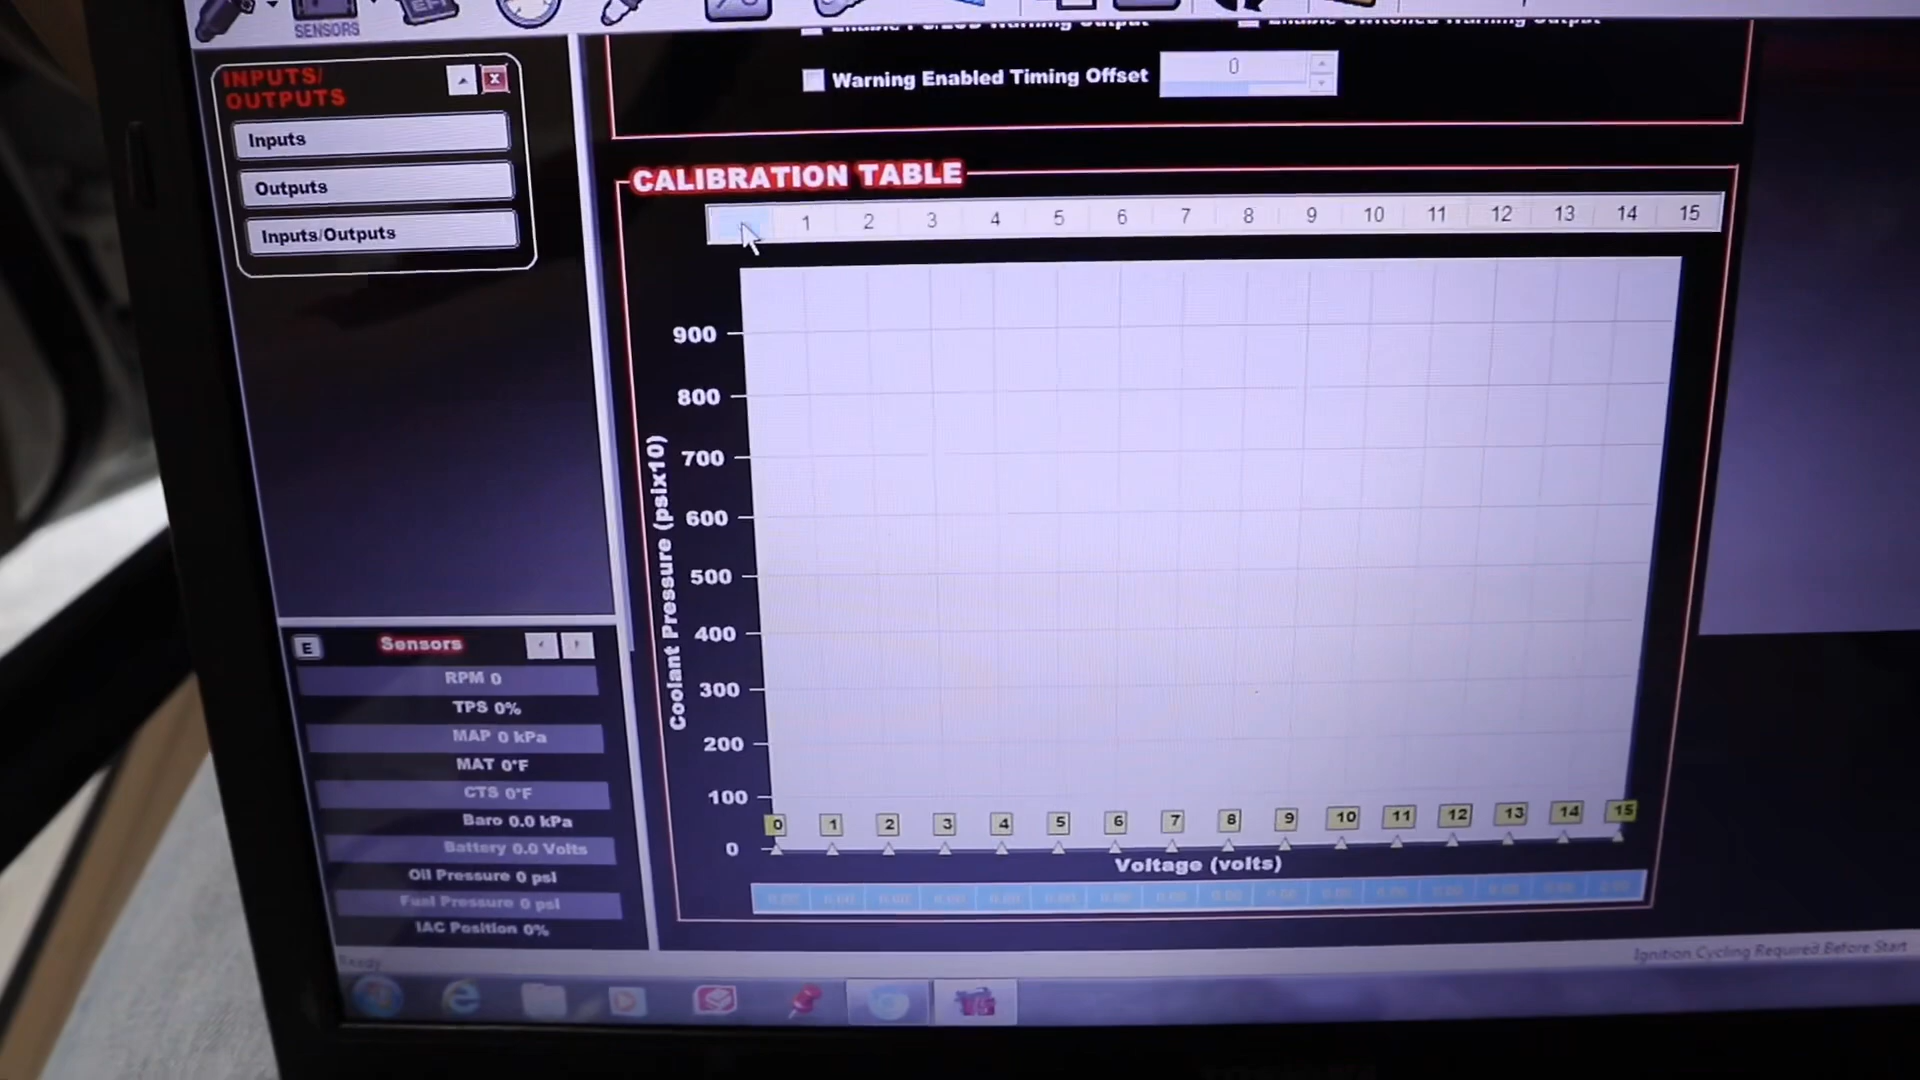 SENSORS
EFI
INPUTS/
OUTPUTS
Inputs
Outputs
Inputs/Outputs
Warning Enabled Timing Offset 0
CALIBRATION TABLE
1 2 3 4 5 6 7 8 9 10 11 12 13 14 15
Coolant Pressure (psix10)
900
800
700
600
500
400
300
200
100
0
0 1 2 3 4 5 6 7 8 9 10 11 12 13 14 15
Voltage (volts)
E Sensors
RPM 0
TPS 0%
MAP 0 kPa
MAT 0°F
CTS 0°F
Baro 0.0 kPa
Battery 0.0 Volts
Oil Pressure 0 psi
Fuel Pressure 0 psi
IAC Position 0%
Ready
Ignition Cycling Required Before Start